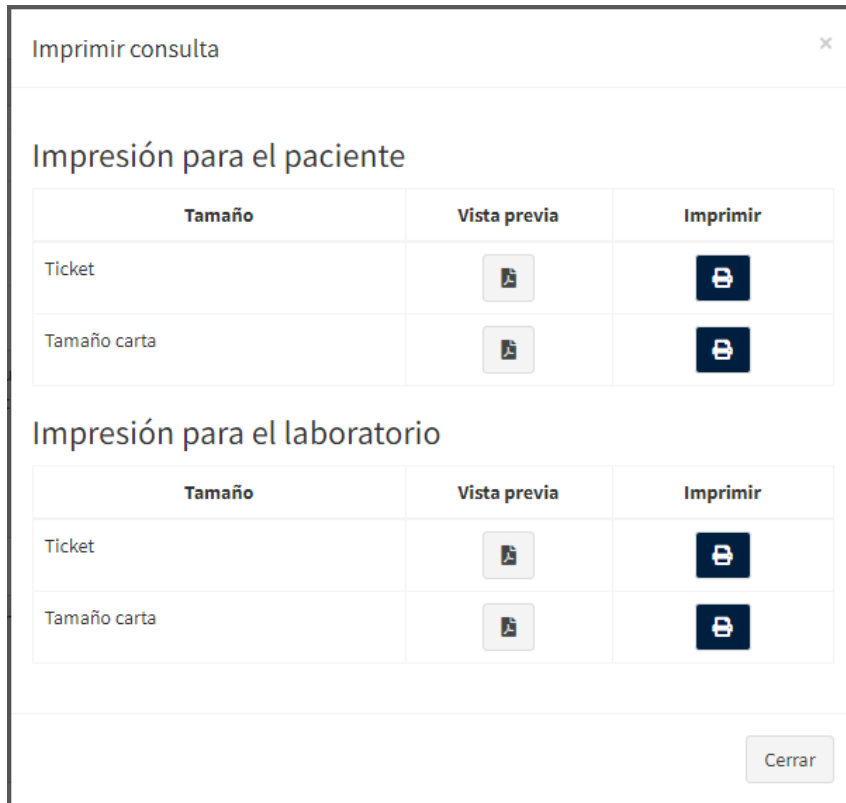 Imprimir consulta ×
Impresión para el paciente
Tamaño Vista previa Imprimir
Ticket
Tamaño carta
Impresión para el laboratorio
Tamaño Vista previa Imprimir
Ticket
Tamaño carta
Cerrar